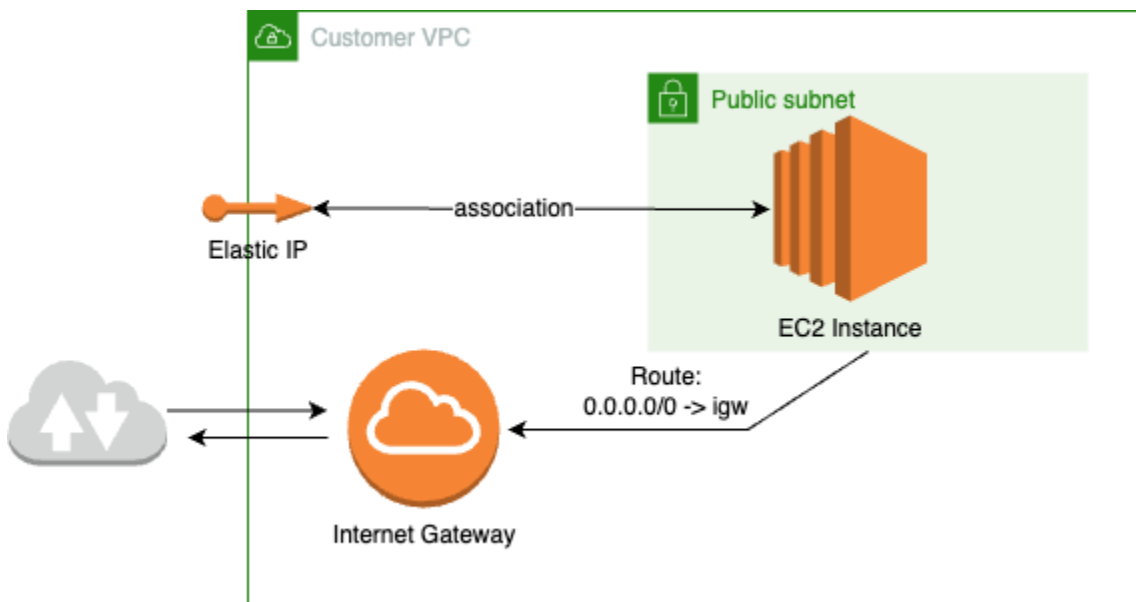 Customer VPC
Public subnet
association
Elastic IP
EC2 Instance
Route:
0.0.0.0/0 -> igw
Internet Gateway